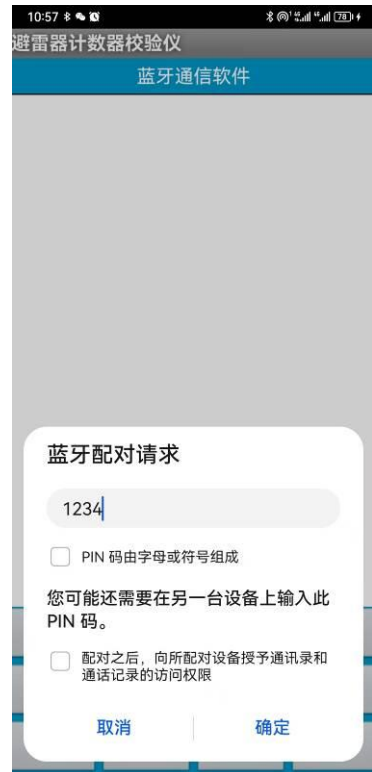 10:57
78
避雷器计数器校验仪
蓝牙通信软件
蓝牙配对请求
1234
PIN 码由字母或符号组成
您可能还需要在另一台设备上输入此
PIN 码。
配对之后，向所配对设备授予通讯录和
通话记录的访问权限
取消
确定